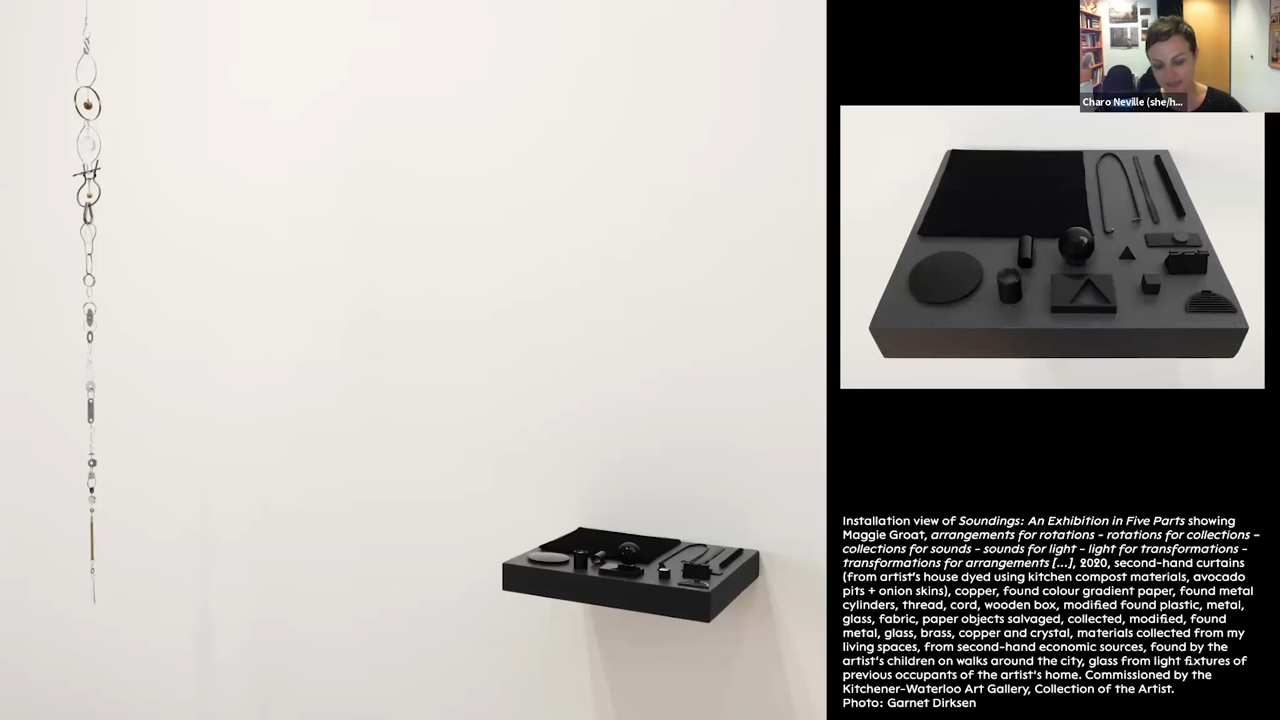 Charo Neville (she/h...
Installation view of Soundings: An Exhibition in Five Parts showing
Maggie Groat, arrangements for rotations - rotations for collections -
collections for sounds - sounds for light - light for transformations -
transformations for arrangements [...], 2020, second-hand curtains
(from artist's house dyed using kitchen compost materials, avocado
pits + onion skins), copper, found colour gradient paper, found metal
cylinders, thread, cord, wooden box, modified found plastic, metal,
glass, fabric, paper objects salvaged, collected, modified, found
metal, glass, brass, copper and crystal, materials collected from my
living spaces, from second-hand economic sources, found by the
artist's children on walks around the city, glass from light fixtures of
previous occupants of the artist's home. Commissioned by the
Kitchener-Waterloo Art Gallery, Collection of the Artist.
Photo: Garnet Dirksen